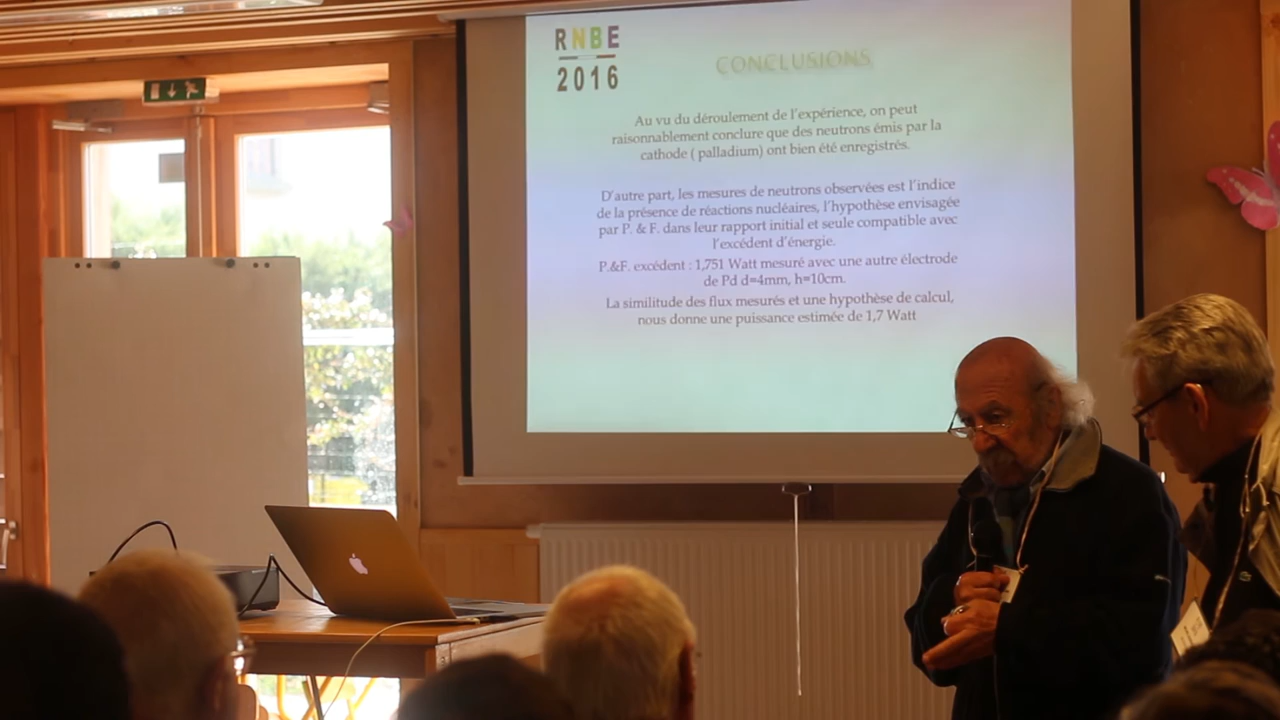 RNBE
2016
CONCLUSIONS
Au vu du déroulement de l'expérience, on peut
raisonnablement conclure que des neutrons émis par la
cathode ( palladium) ont bien été enregistrés.
D'autre part, les mesures de neutrons observées est l'indice
de la présence de réactions nucléaires, l'hypothèse envisagée
par P. & F. dans leur rapport initial et seule compatible avec
l'excédent d'énergie.
P.&F. excédent : 1,751 Watt mesuré avec une autre électrode
de Pd d=4mm, h=10cm.
La similitude des flux mesurés et une hypothèse de calcul,
nous donne une puissance estimée de 1,7 Watt